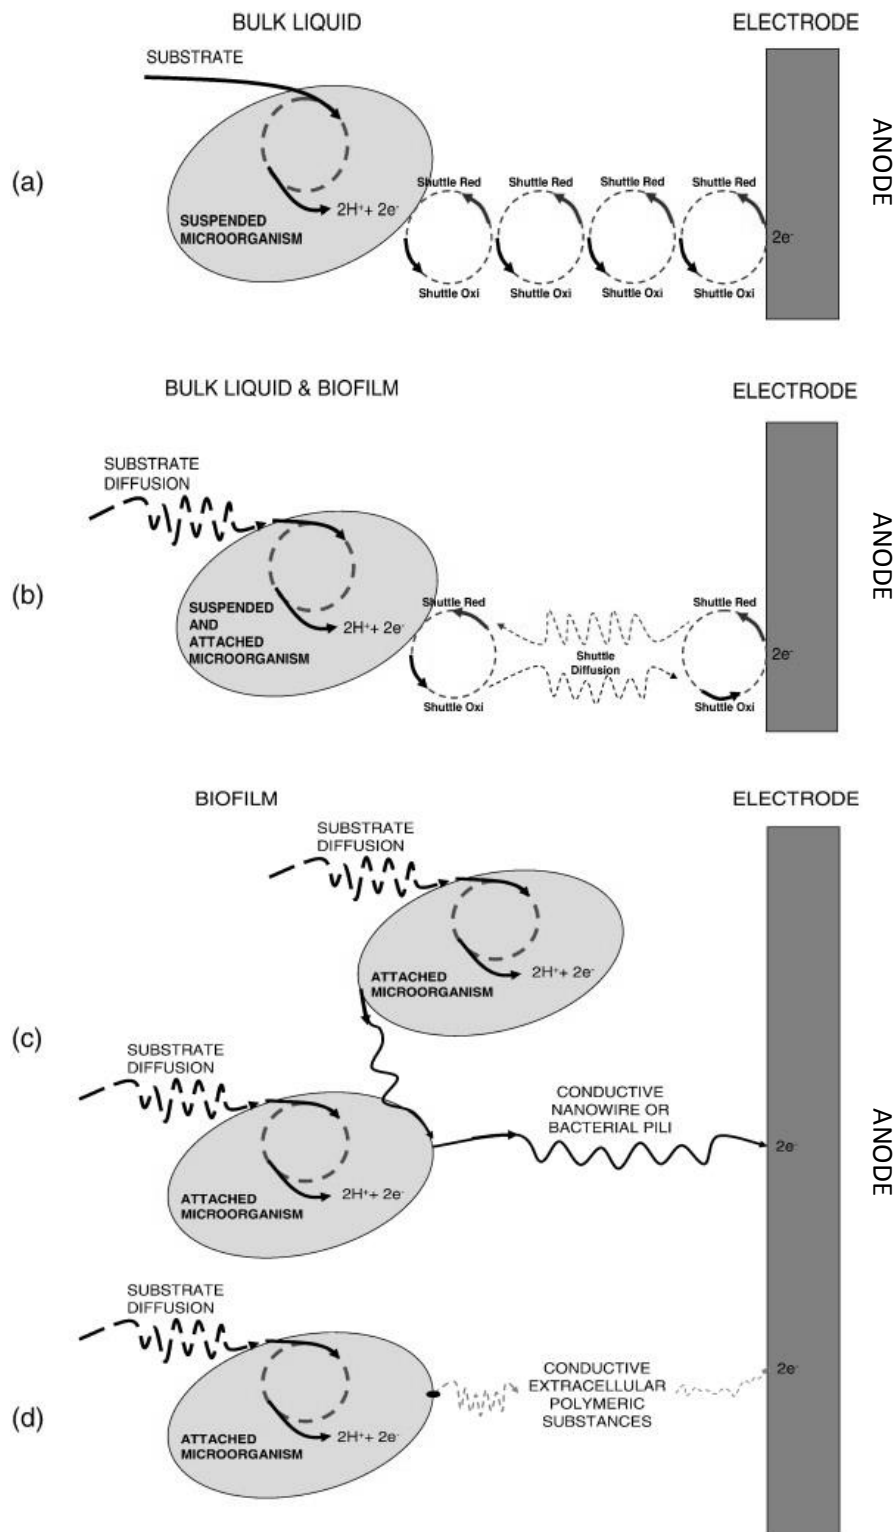 BULK LIQUID
ELECTRODE
SUBSTRATE
ANODE
(a)
Shuttle Red
Shuttle Red
Shuttle Red
Shuttle Red
2H⁺+ 2e⁻
SUSPENDED
MICROORGANISM
2e⁻
Shuttle Oxi
Shuttle Oxi
Shuttle Oxi
Shuttle Oxi
BULK LIQUID & BIOFILM
ELECTRODE
SUBSTRATE
DIFFUSION
ANODE
(b)
SUSPENDED
AND
ATTACHED
MICROORGANISM
2H⁺+ 2e⁻
Shuttle Red
Shuttle Red
Shuttle
Diffusion
2e⁻
Shuttle Oxi
Shuttle Oxi
BIOFILM
ELECTRODE
SUBSTRATE
DIFFUSION
ATTACHED
MICROORGANISM
2H⁺+ 2e⁻
(c)
SUBSTRATE
DIFFUSION
CONDUCTIVE
NANOWIRE OR
BACTERIAL PILI
2e⁻
ANODE
ATTACHED
MICROORGANISM
2H⁺+ 2e⁻
SUBSTRATE
DIFFUSION
CONDUCTIVE
EXTRACELLULAR
POLYMERIC
SUBSTANCES
2e⁻
(d)
ATTACHED
MICROORGANISM
2H⁺+ 2e⁻